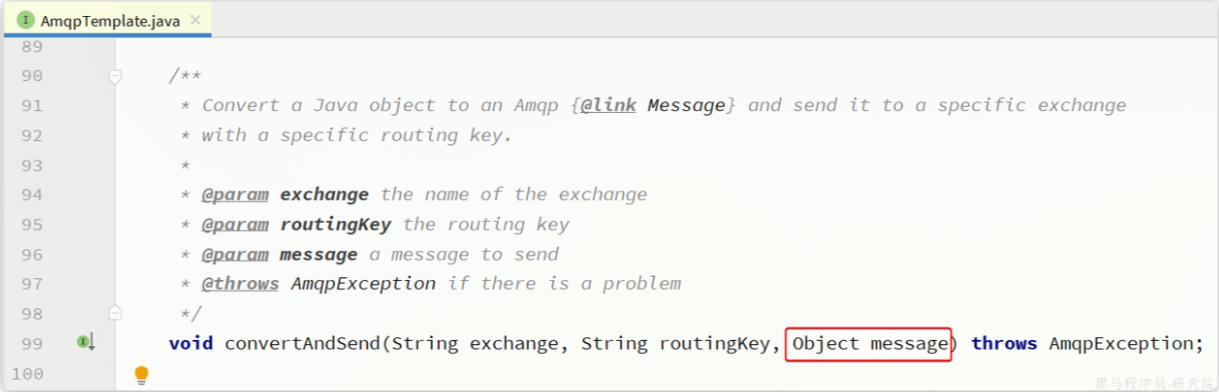 AmqpTemplate.java
89
90 /**
91 * Convert a Java object to an Amqp {@link Message} and send it to a specific exchange
92 * with a specific routing key.
93 *
94 * @param exchange the name of the exchange
95 * @param routingKey the routing key
96 * @param message a message to send
97 * @throws AmqpException if there is a problem
98 */
99 void convertAndSend(String exchange, String routingKey, Object message) throws AmqpException;
100
黑马程序员-研究院